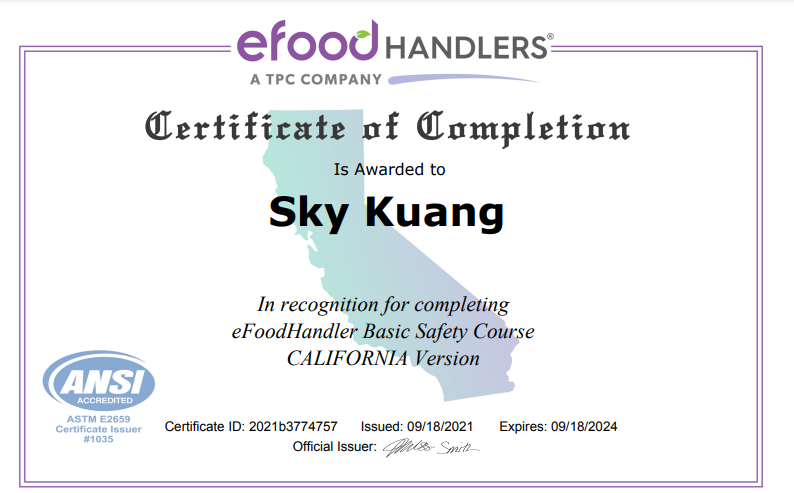 efood HANDLERS®
A TPC COMPANY
Certificate of Completion
Is Awarded to
Sky Kuang
In recognition for completing
eFoodHandler Basic Safety Course
CALIFORNIA Version
ANSI
ACCREDITED
ASTM E2659
Certificate Issuer
#1035
Certificate ID: 2021b3774757 Issued: 09/18/2021 Expires: 09/18/2024
Official Issuer: